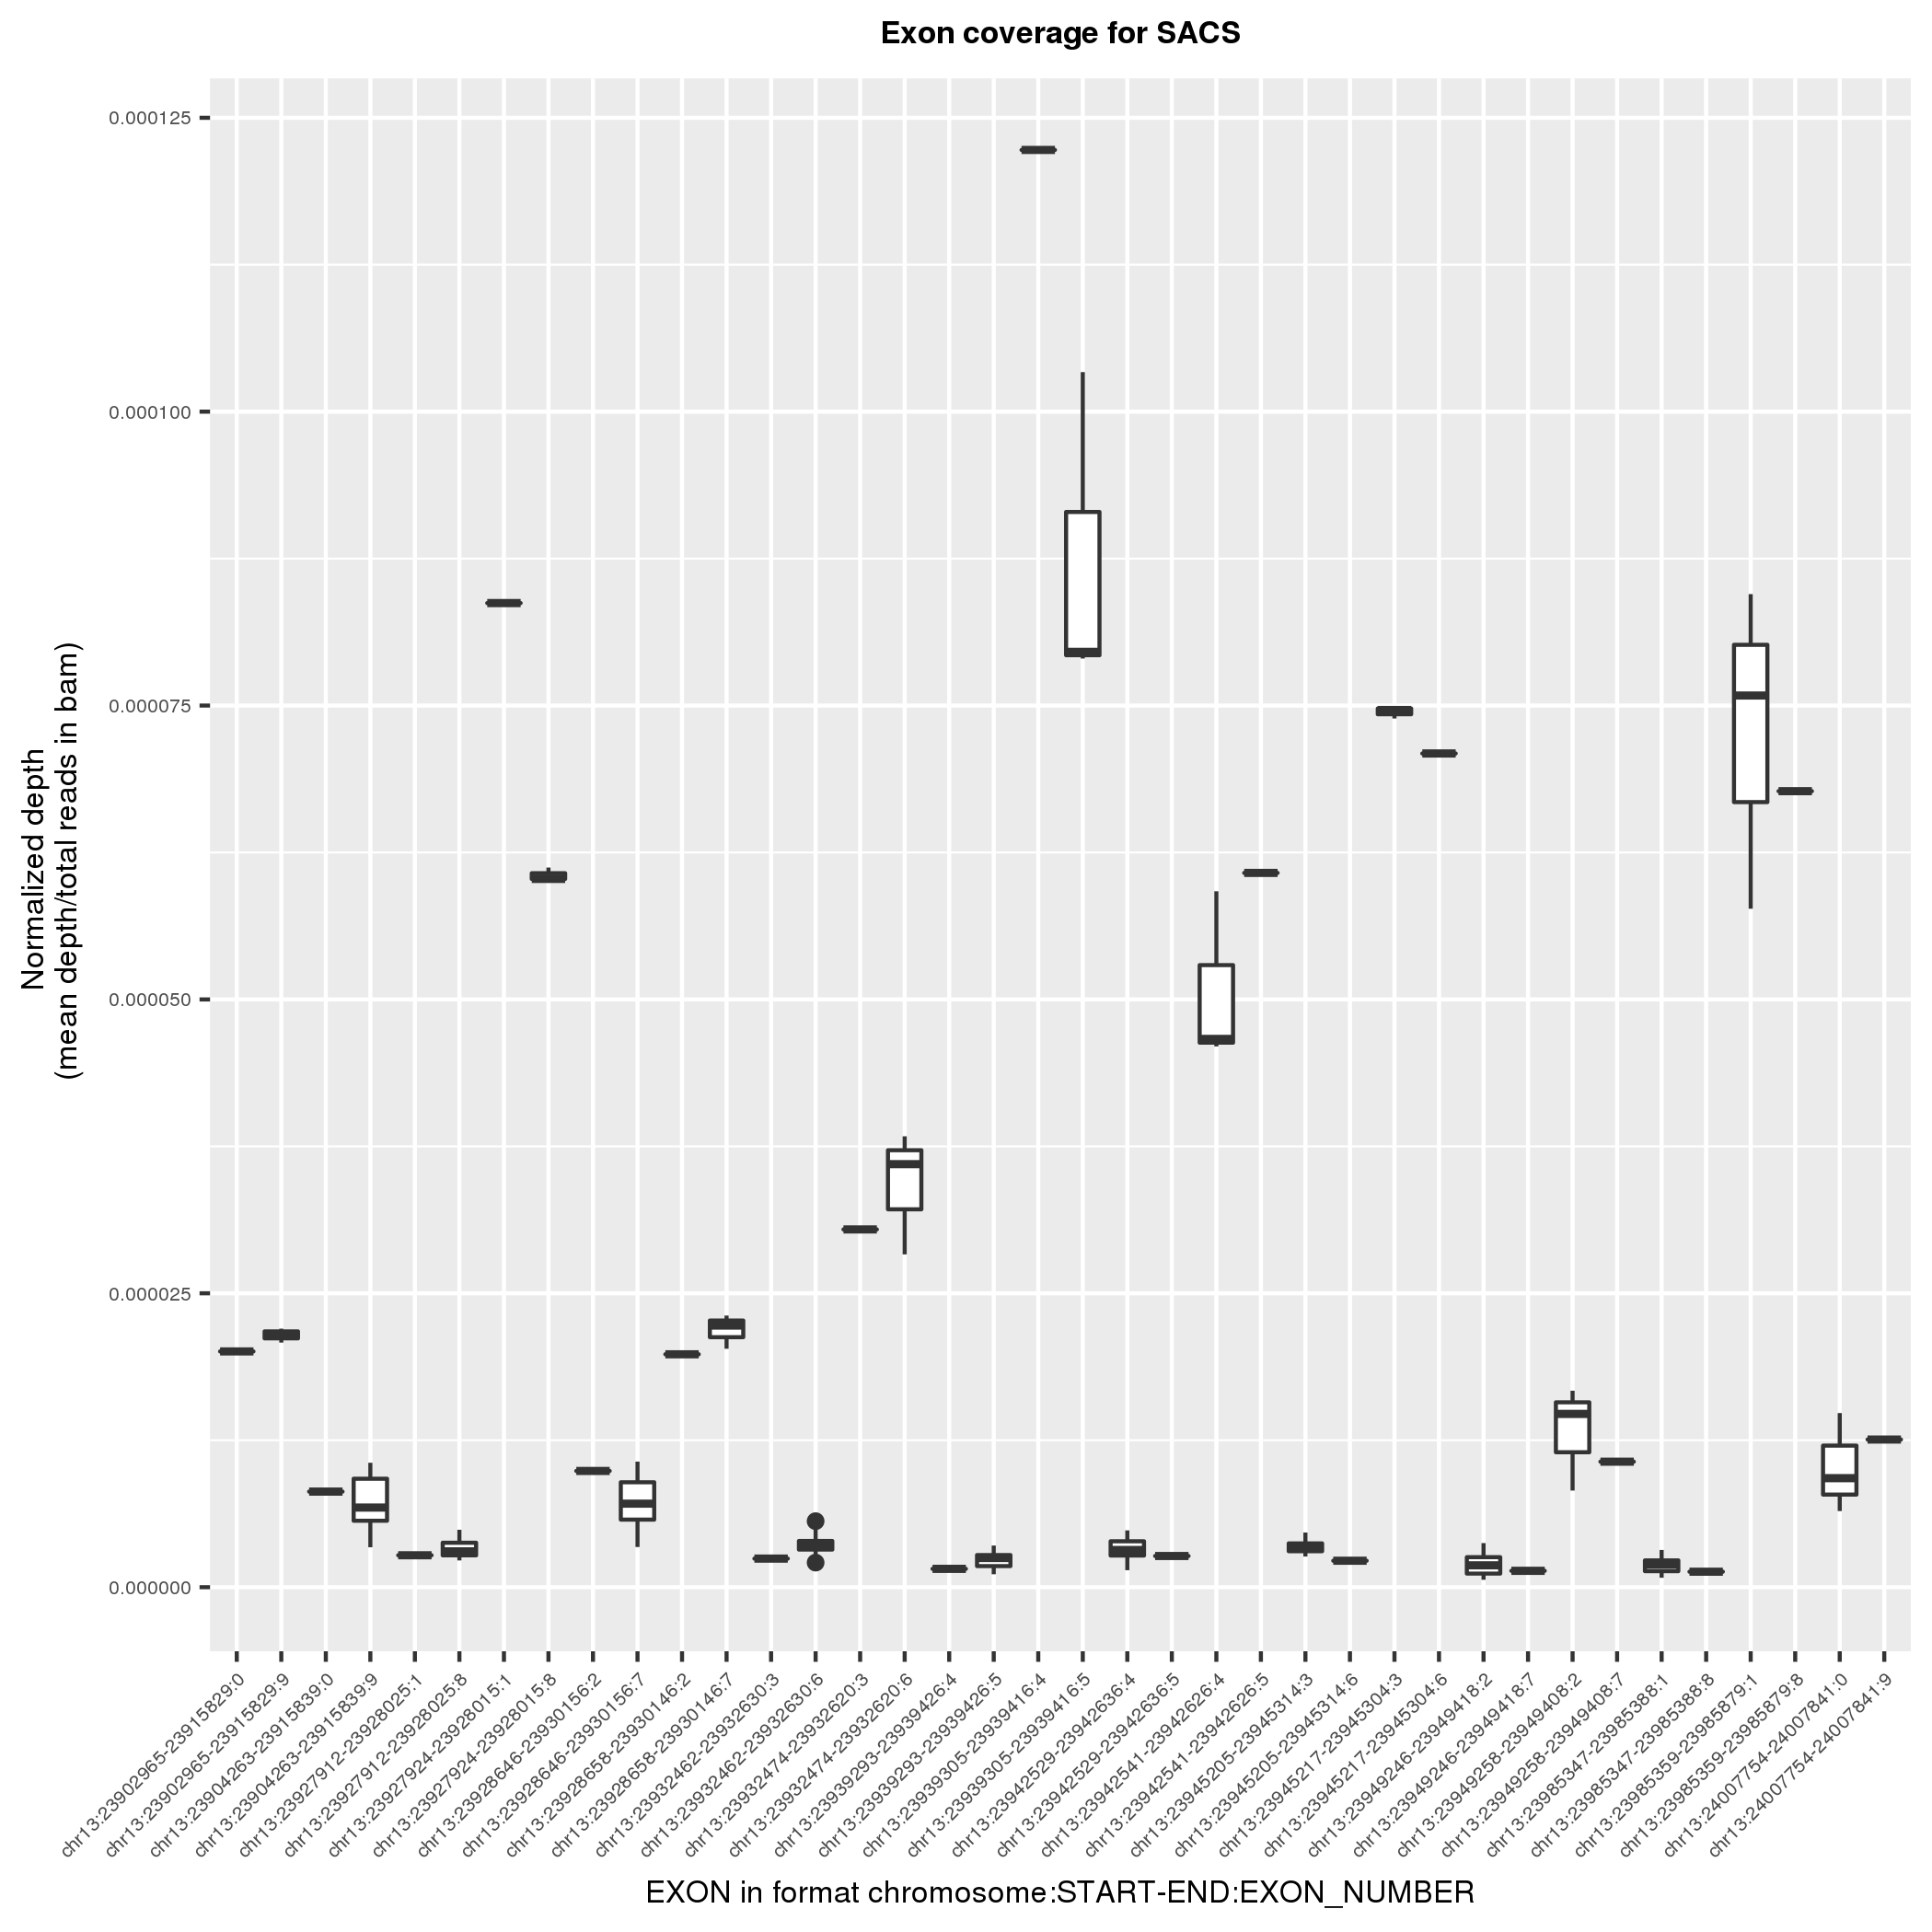 Exon coverage for SACS
Normalized depth
(mean depth/total reads in bam)
0.000125
0.000100
0.000075
0.000050
0.000025
0.000000
chr13:23902965-23915829:0
chr13:23902965-23915829:9
chr13:23904263-23915839:0
chr13:23904263-23915839:9
chr13:23927912-23928025:1
chr13:23927912-23928025:8
chr13:23927924-23928015:1
chr13:23927924-23928015:8
chr13:23928646-23930156:2
chr13:23928646-23930156:7
chr13:23928658-23930146:2
chr13:23928658-23930146:7
chr13:23932462-23932630:3
chr13:23932462-23932630:6
chr13:23932474-23932620:3
chr13:23932474-23932620:6
chr13:23939293-23939426:4
chr13:23939293-23939426:5
chr13:23939305-23939416:4
chr13:23939305-23939416:5
chr13:23942529-23942636:4
chr13:23942529-23942636:5
chr13:23942541-23942626:4
chr13:23942541-23942626:5
chr13:23945205-23945314:3
chr13:23945205-23945314:6
chr13:23945217-23945304:3
chr13:23945217-23945304:6
chr13:23949246-23949418:2
chr13:23949246-23949418:7
chr13:23949258-23949408:2
chr13:23949258-23949408:7
chr13:23985347-23985388:1
chr13:23985347-23985388:8
chr13:23985359-23985879:1
chr13:23985359-23985879:8
chr13:24007754-24007841:0
chr13:24007754-24007841:9
EXON in format chromosome:START-END:EXON_NUMBER